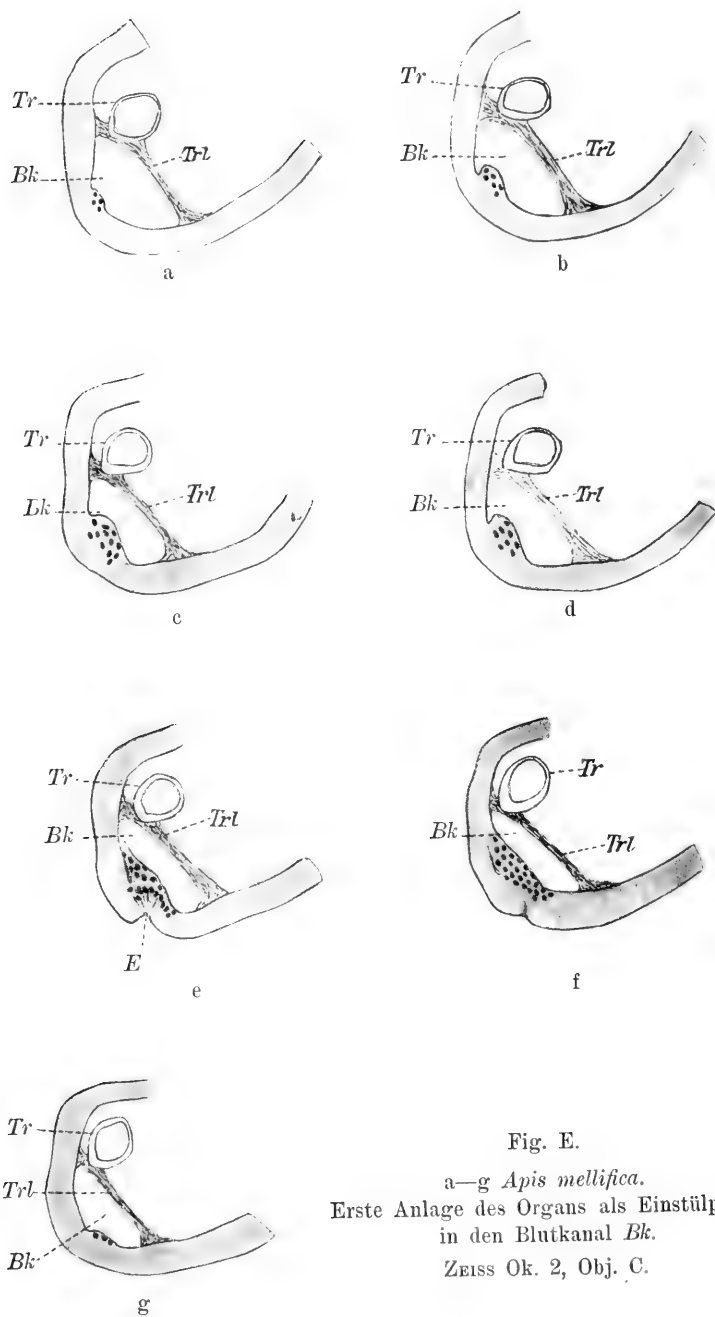 Tr
Trl
Bk
a
Tr
Trl
Bk
b
Tr
Trl
Bk
c
Tr
Trl
Bk
d
Tr
Trl
Bk
E
e
Tr
Bk
Trl
f
Tr
Trl
Bk
g
Fig. E.
a—g Apis mellifica.
Erste Anlage des Organs als Einstülp
in den Blutkanal Bk.
ZEISS Ok. 2, Obj. C.